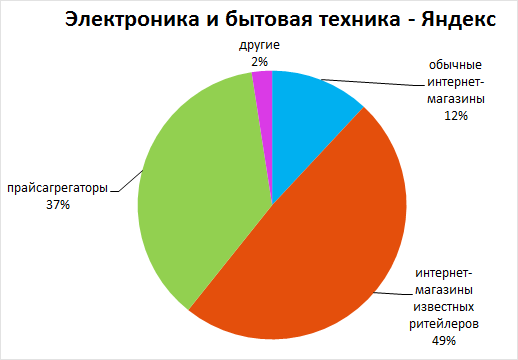 Электроника и бытовая техника - Яндекс
другие
2%
обычные
интернет-
магазины
12%
прайсагрегаторы
37%
интернет-
магазины
известных
ритейлеров
49%